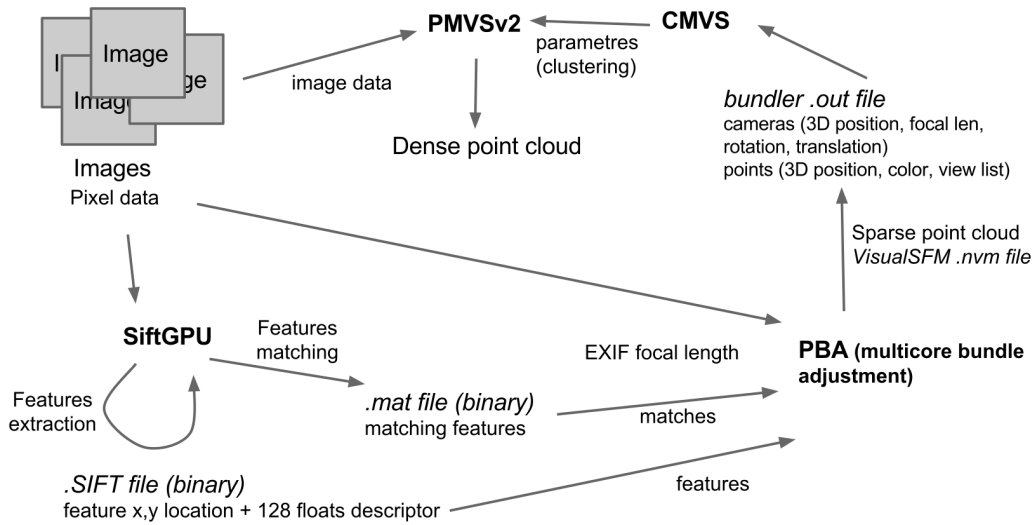 Image
I
Image
ge
Images
Pixel data
image data
PMVSv2
parametres
(clustering)
CMVS
Dense point cloud
bundler .out file
cameras (3D position, focal len,
rotation, translation)
points (3D position, color, view list)
Sparse point cloud
VisualSFM .nvm file
SiftGPU
Features
matching
Features
extraction
EXIF focal length
PBA (multicore bundle
adjustment)
.mat file (binary)
matching features
matches
.SIFT file (binary)
feature x,y location + 128 floats descriptor
features